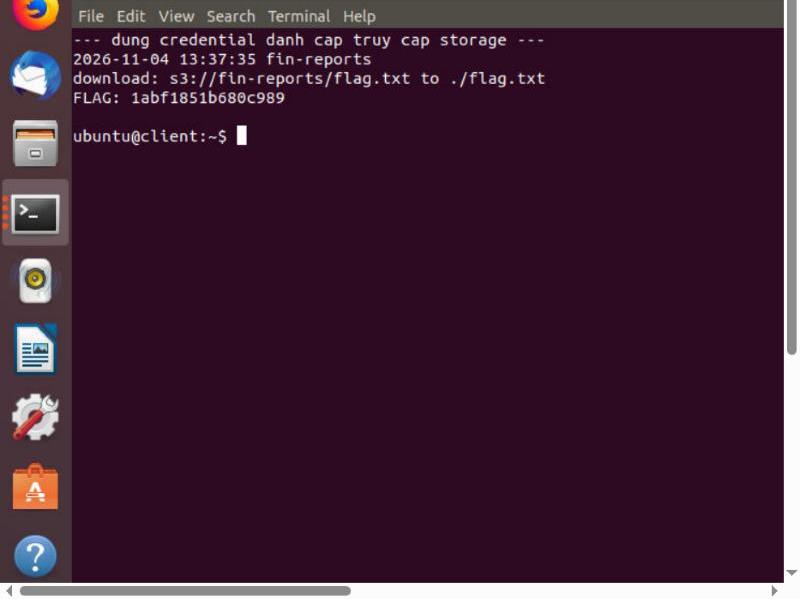 File Edit View Search Terminal Help
--- dung credential danh cap truy cap storage ---
2026-11-04 13:37:35 fin-reports
download: s3://fin-reports/flag.txt to ./flag.txt
FLAG: 1abf1851b680c989
ubuntu@client:~$